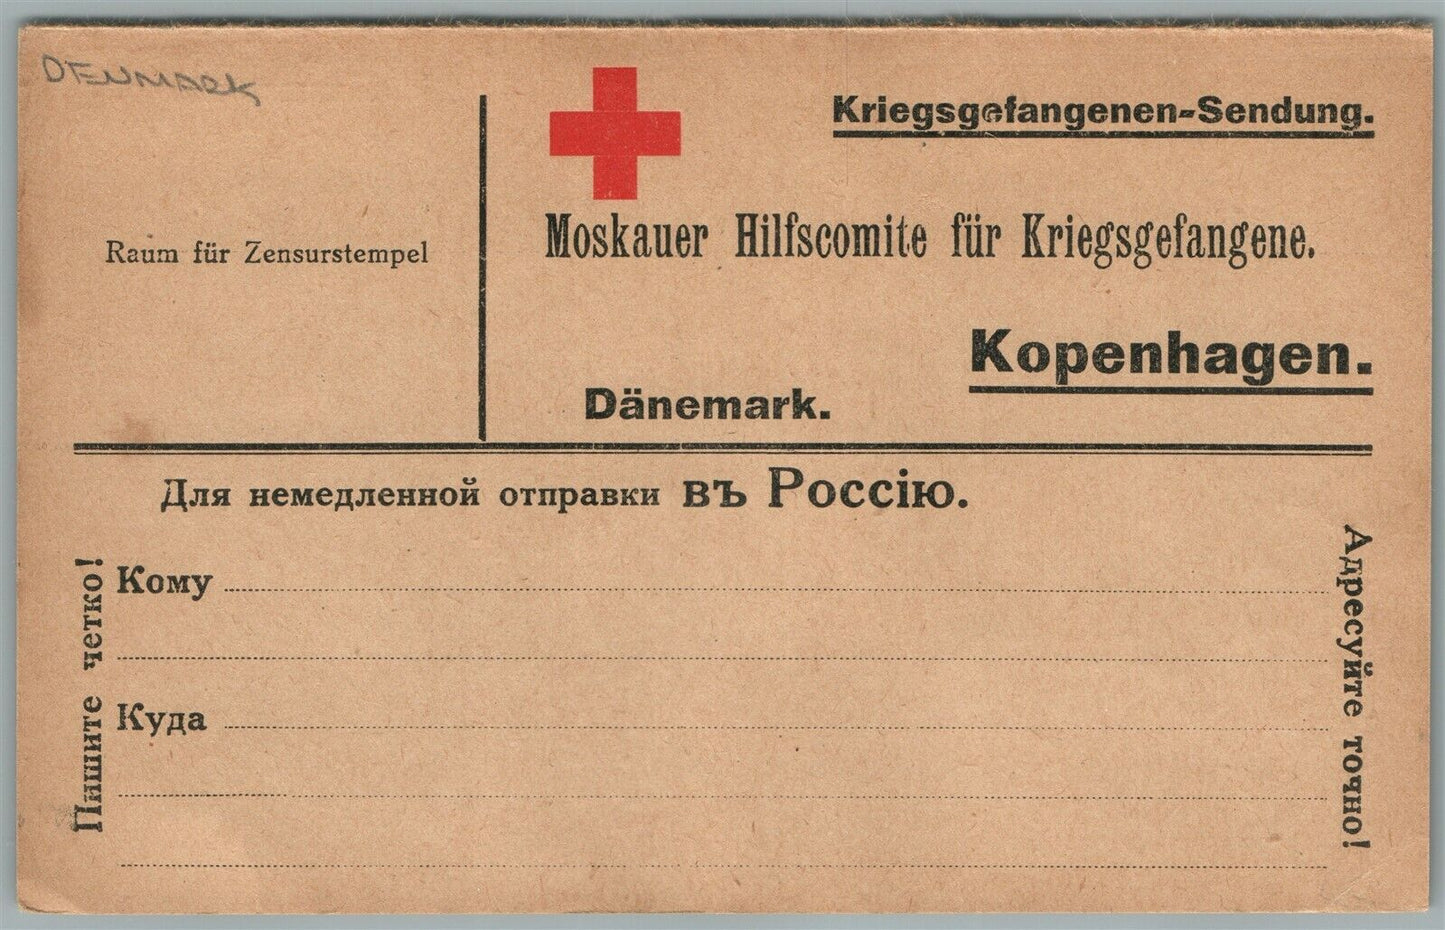 DENMARK
Kriegsgefangenen-Sendung.
Moskauer Hilfscomite für Kriegsgefangene.
Raum für Zensurstempel
Kopenhagen.
Dänemark.
Для немедленной отправки въ Россію.
Пишите четко!
Кому
Куда
Адресуйте точно!